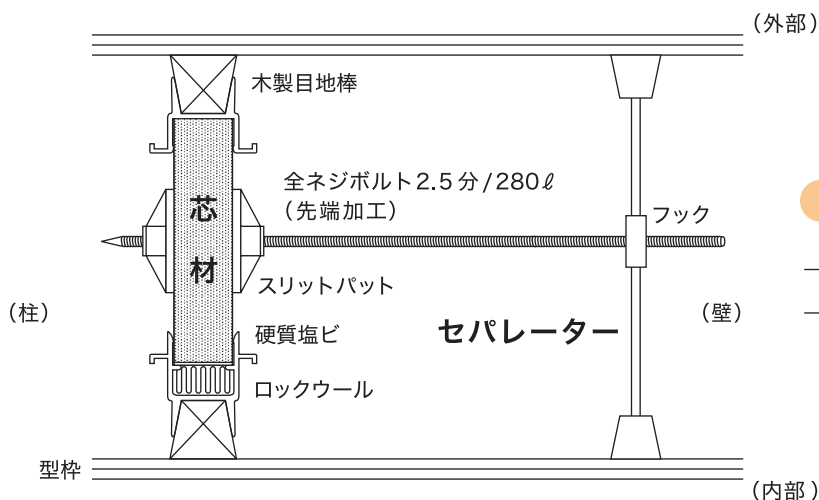 （外部）
木製目地棒
全ネジボルト2.5分/280ℓ
（先端加工）
芯材
フック
スリットパット
（柱）
（壁）
硬質塩ビ
セパレーター
ロックウール
型枠
（内部）